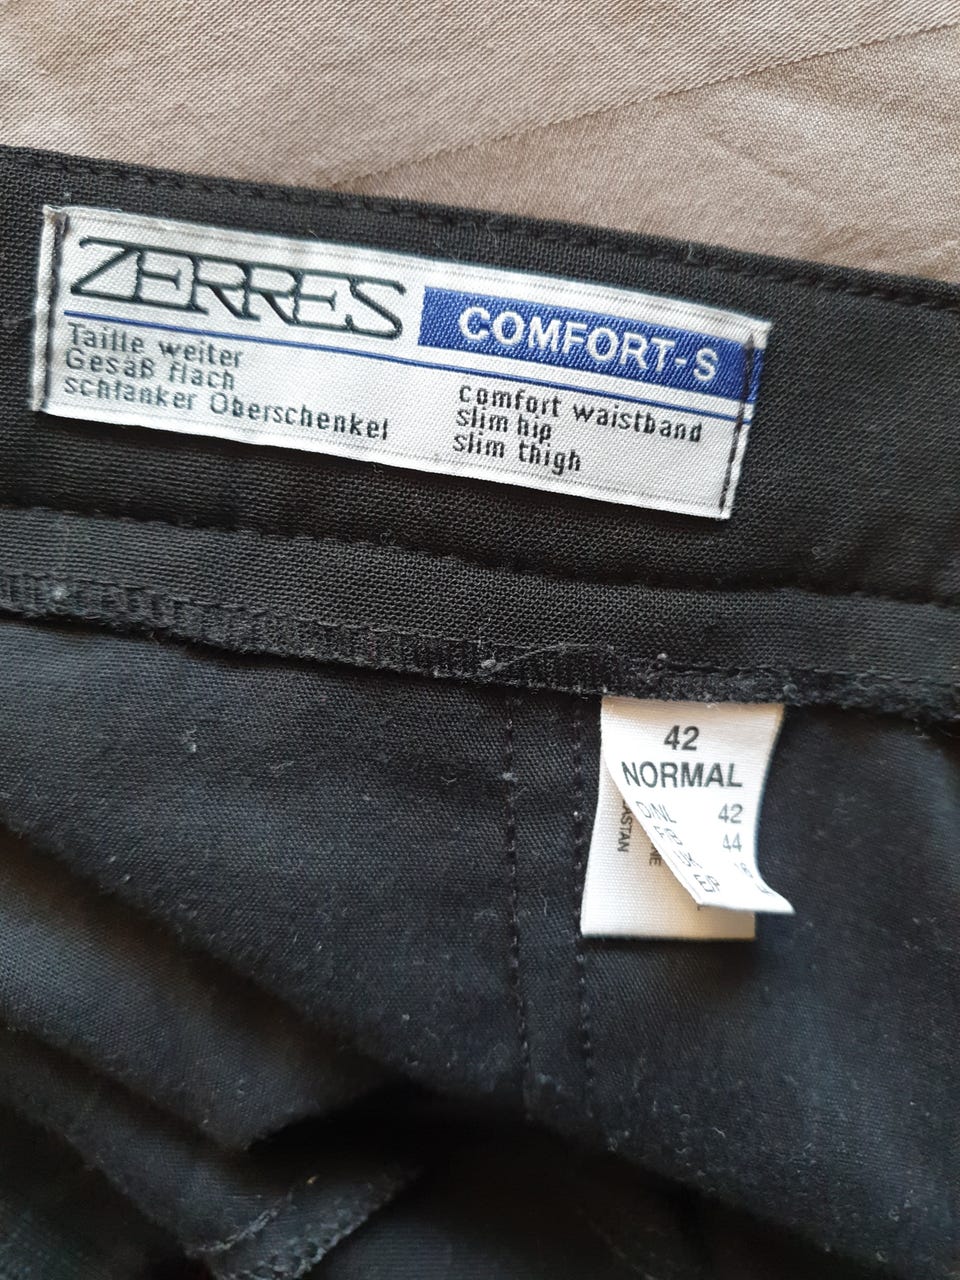 ZERRES
COMFORT-S
Taille weiter
Gesäß flach
schlanker Oberschenkel
comfort waistband
slim hip
slim thigh
42
NORMAL
D/NL 42
F/B 44
UK
E/P